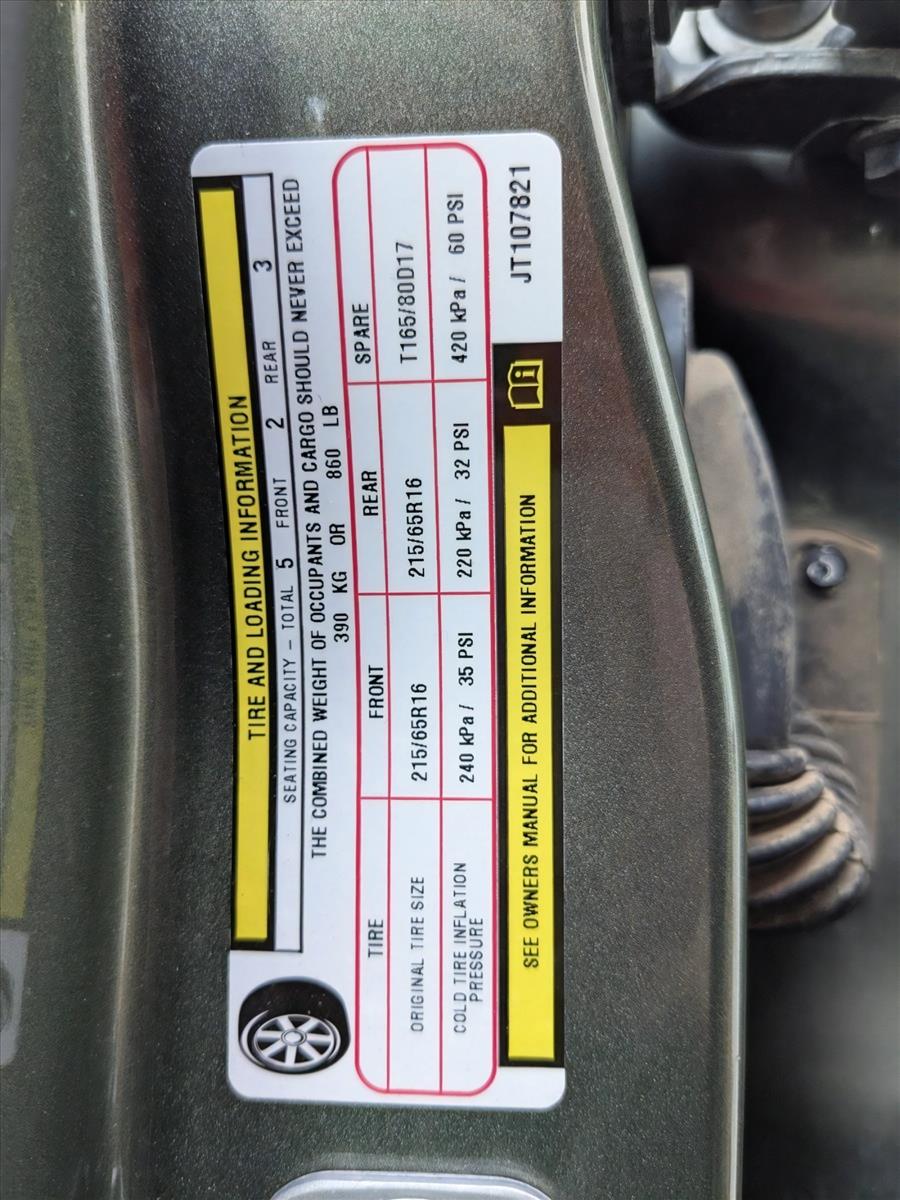 TIRE AND LOADING INFORMATION
SEATING CAPACITY - TOTAL 5 FRONT 2 REAR 3
THE COMBINED WEIGHT OF OCCUPANTS AND CARGO SHOULD NEVER EXCEED
390 KG OR 860 LB
TIRE FRONT REAR SPARE
ORIGINAL TIRE SIZE 215/65R16 215/65R16 T165/80D17
COLD TIRE INFLATION PRESSURE 240 kPa / 35 PSI 220 kPa / 32 PSI 420 kPa / 60 PSI
SEE OWNERS MANUAL FOR ADDITIONAL INFORMATION
JT107821